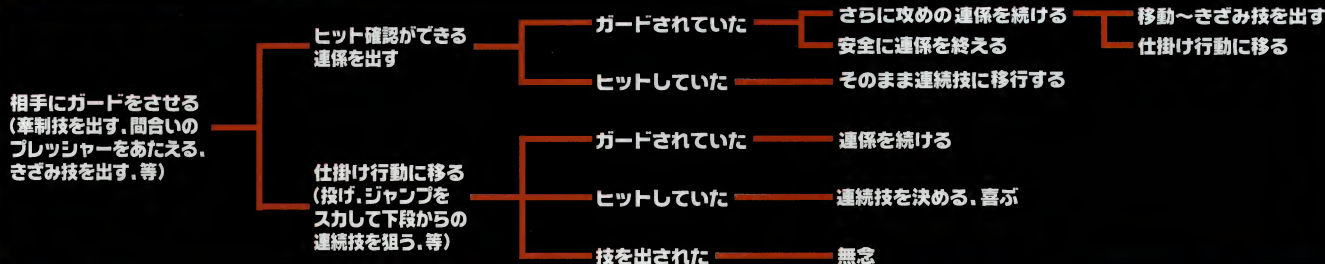 相手にガードをさせる
(牽制技を出す、間合いの
プレッシャーをあたえる、
きざみ技を出す、等)
ヒット確認ができる
連係を出す
ガードされていた
さらに攻めの連係を続ける
移動～きざみ技を出す
仕掛け行動に移る
安全に連係を終える
ヒットしていた
そのまま連続技に移行する
仕掛け行動に移る
(投げ、ジャンプを
スカして下段からの
連続技を狙う、等)
ガードされていた
連係を続ける
ヒットしていた
連続技を決める、喜ぶ
技を出された
無念